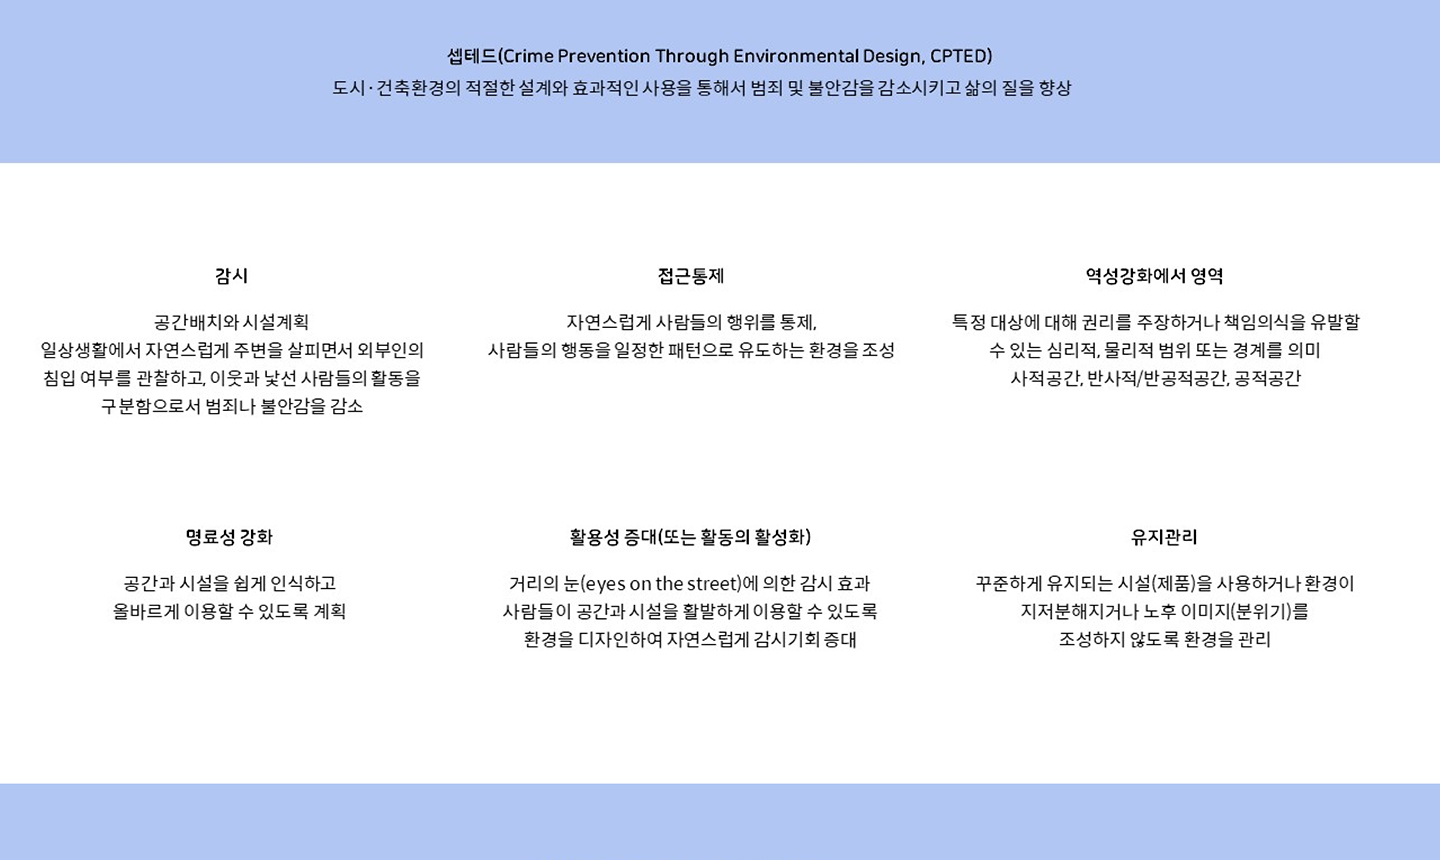 셉테드(Crime Prevention Through Environmental Design, CPTED)
도시·건축환경의 적절한 설계와 효과적인 사용을 통해서 범죄 및 불안감을 감소시키고 삶의 질을 향상
감시
공간배치와 시설계획
일상생활에서 자연스럽게 주변을 살피면서 외부인의
침입 여부를 관찰하고, 이웃과 낯선 사람들의 활동을
구분함으로서 범죄나 불안감을 감소
접근통제
자연스럽게 사람들의 행위를 통제,
사람들의 행동을 일정한 패턴으로 유도하는 환경을 조성
역성강화에서 영역
특정 대상에 대해 권리를 주장하거나 책임의식을 유발할
수 있는 심리적, 물리적 범위 또는 경계를 의미
사적공간, 반사적/반공적공간, 공적공간
명료성 강화
공간과 시설을 쉽게 인식하고
올바르게 이용할 수 있도록 계획
활용성 증대(또는 활동의 활성화)
거리의 눈(eyes on the street)에 의한 감시 효과
사람들이 공간과 시설을 활발하게 이용할 수 있도록
환경을 디자인하여 자연스럽게 감시기회 증대
유지관리
꾸준하게 유지되는 시설(제품)을 사용하거나 환경이
지저분해지거나 노후 이미지(분위기)를
조성하지 않도록 환경을 관리